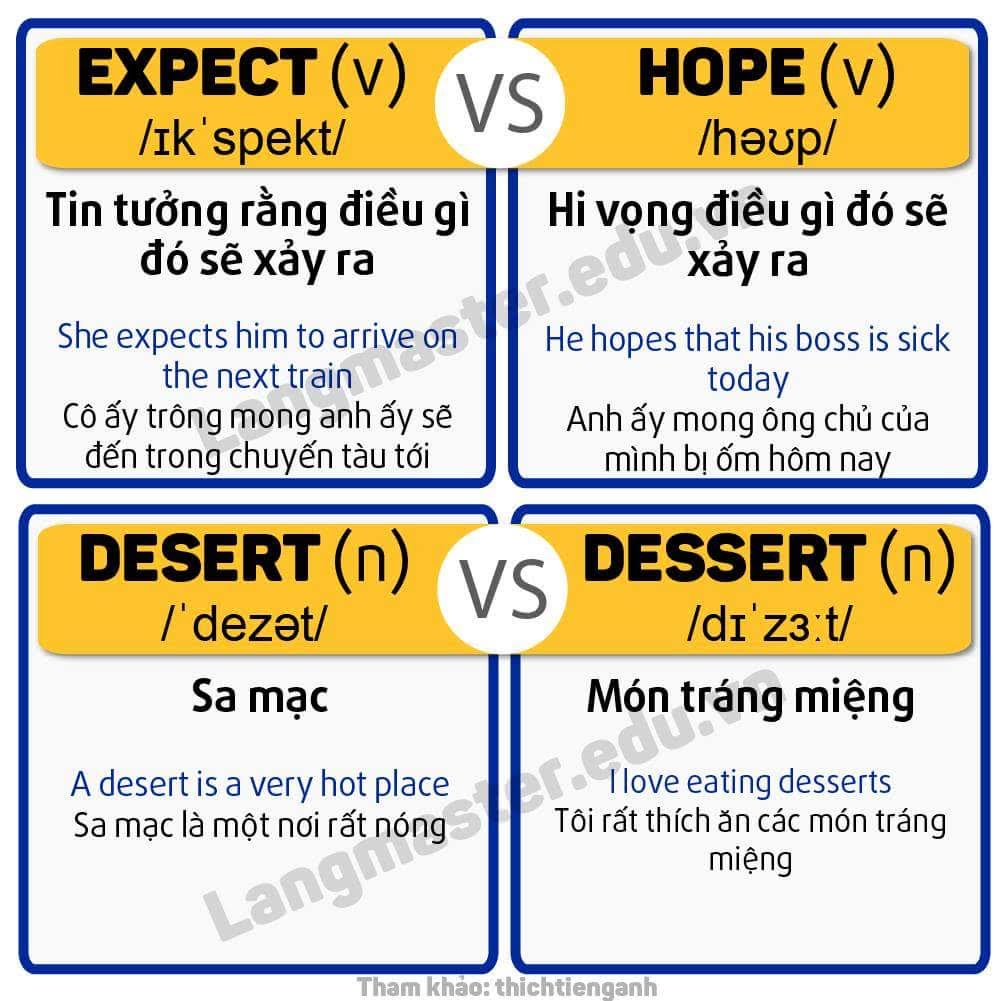 EXPECT (v)
/ɪkˈspekt/
Tin tưởng rằng điều gì
đó sẽ xảy ra
She expects him to arrive on
the next train
Cô ấy trông mong anh ấy sẽ
đến trong chuyến tàu tới
VS
HOPE (v)
/həʊp/
Hi vọng điều gì đó sẽ
xảy ra
He hopes that his boss is sick
today
Anh ấy mong ông chủ của
mình bị ốm hôm nay
Langmaster.edu.vn
DESERT (n)
/ˈdezət/
Sa mạc
A desert is a very hot place
Sa mạc là một nơi rất nóng
VS
DESSERT (n)
/dɪˈzɜːt/
Món tráng miệng
I love eating desserts
Tôi rất thích ăn các món tráng
miệng
Langmaster.edu.vn
Tham khảo: thichtienganh